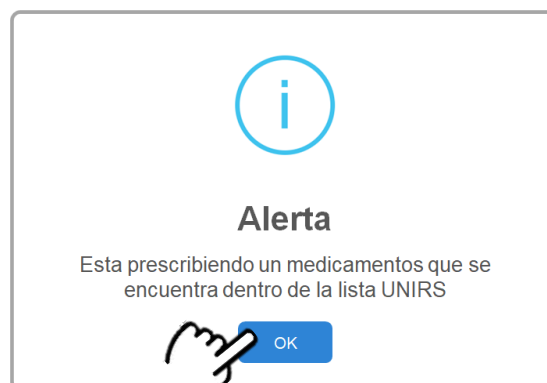 i
Alerta
Esta prescribiendo un medicamentos que se
encuentra dentro de la lista UNIRS
OK